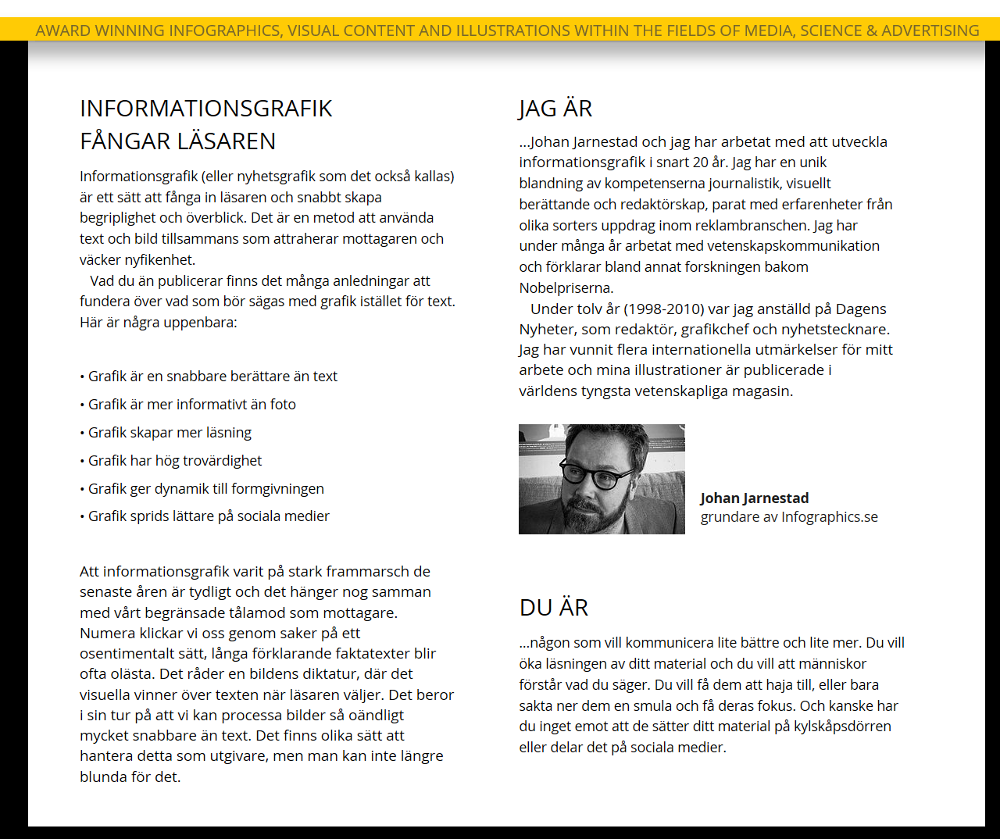 AWARD WINNING INFOGRAPHICS, VISUAL CONTENT AND ILLUSTRATIONS WITHIN THE FIELDS OF MEDIA, SCIENCE & ADVERTISING
INFORMATIONSGRAFIK
FÅNGAR LÄSAREN
Informationsgrafik (eller nyhetsgrafik som det också kallas)
är ett sätt att fånga in läsaren och snabbt skapa
begriplighet och överblick. Det är en metod att använda
text och bild tillsammans som attraherar mottagaren och
väcker nyfikenhet.
Vad du än publicerar finns det många anledningar att
fundera över vad som bör sägas med grafik istället för text.
Här är några uppenbara:
• Grafik är en snabbare berättare än text
• Grafik är mer informativt än foto
• Grafik skapar mer läsning
• Grafik har hög trovärdighet
• Grafik ger dynamik till formgivningen
• Grafik sprids lättare på sociala medier
Att informationsgrafik varit på stark frammarsch de
senaste åren är tydligt och det hänger nog samman
med vårt begränsade tålamod som mottagare.
Numera klickar vi oss genom saker på ett
osentimentalt sätt, långa förklarande faktatexter blir
ofta olästa. Det råder en bildens diktatur, där det
visuella vinner över texten när läsaren väljer. Det beror
i sin tur på att vi kan processa bilder så oändligt
mycket snabbare än text. Det finns olika sätt att
hantera detta som utgivare, men man kan inte längre
blunda för det.
JAG ÄR
...Johan Jarnestad och jag har arbetat med att utveckla
informationsgrafik i snart 20 år. Jag har en unik
blandning av kompetenserna journalistik, visuellt
berättande och redaktörskap, parat med erfarenheter från
olika sorters uppdrag inom reklambranschen. Jag har
under många år arbetat med vetenskapskommunikation
och förklarar bland annat forskningen bakom
Nobelpriserna.
Under tolv år (1998-2010) var jag anställd på Dagens
Nyheter, som redaktör, grafikchef och nyhetstecknare.
Jag har vunnit flera internationella utmärkelser för mitt
arbete och mina illustrationer är publicerade i
världens tyngsta vetenskapliga magasin.
Johan Jarnestad
grundare av Infographics.se
DU ÄR
...någon som vill kommunicera lite bättre och lite mer. Du vill
öka läsningen av ditt material och du vill att människor
förstår vad du säger. Du vill få dem att haja till, eller bara
sakta ner dem en smula och få deras fokus. Och kanske har
du inget emot att de sätter ditt material på kylskåpsdörren
eller delar det på sociala medier.